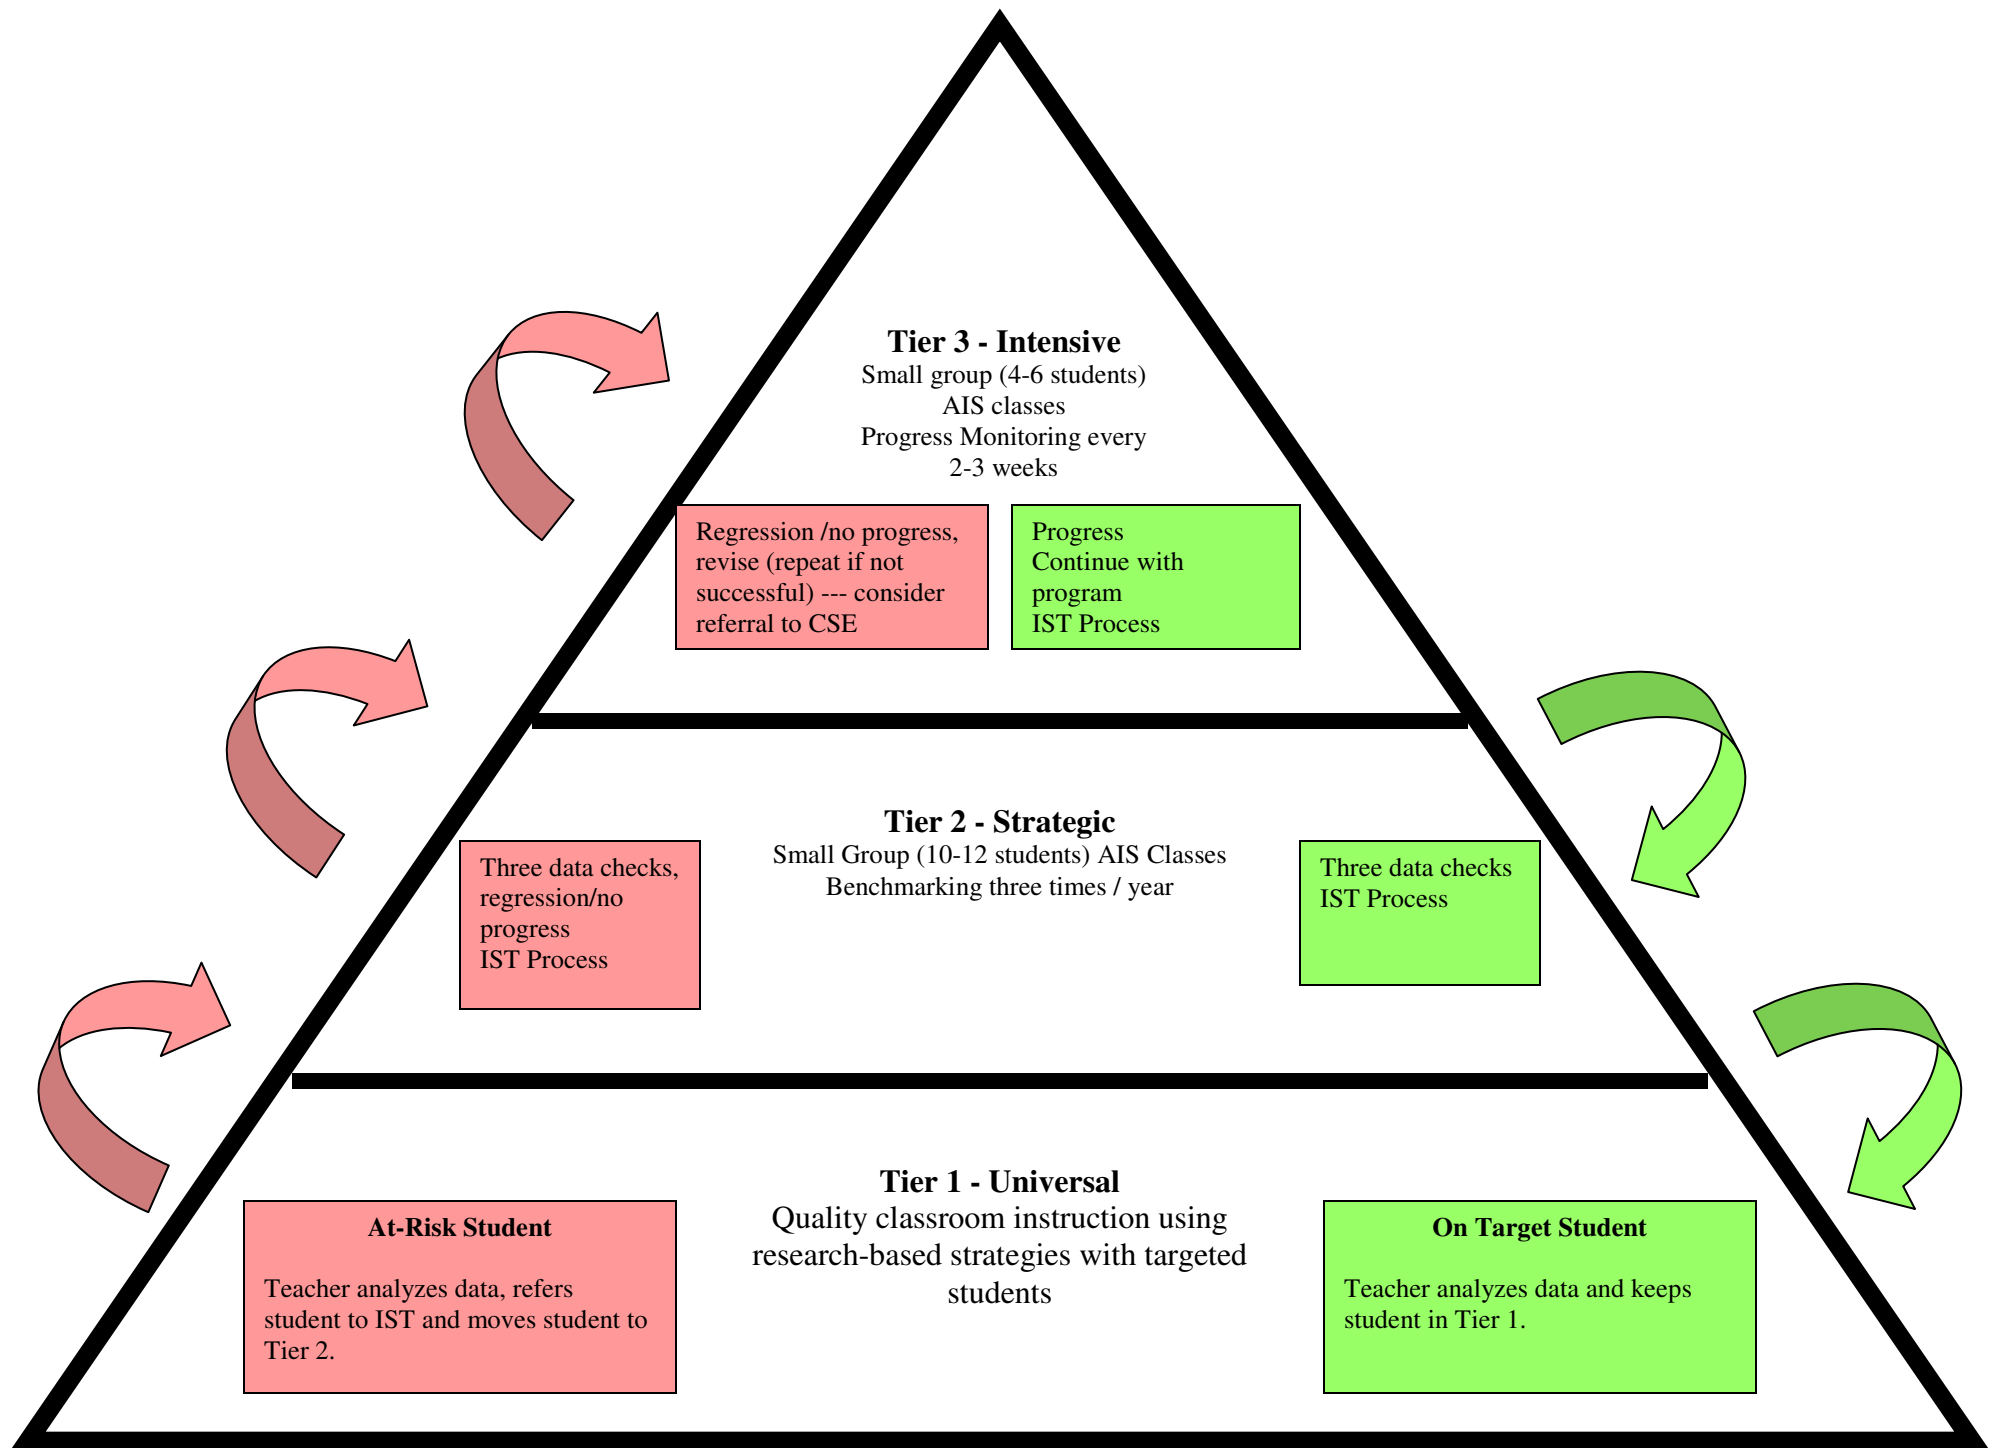 Tier 3 - Intensive
Small group (4-6 students)
AIS classes
Progress Monitoring every
2-3 weeks
Regression /no progress,
revise (repeat if not
successful) --- consider
referral to CSE
Progress
Continue with
program
IST Process
Tier 2 - Strategic
Small Group (10-12 students) AIS Classes
Benchmarking three times / year
Three data checks,
regression/no
progress
IST Process
Three data checks
IST Process
Tier 1 - Universal
Quality classroom instruction using
research-based strategies with targeted
students
At-Risk Student
Teacher analyzes data, refers
student to IST and moves student to
Tier 2.
On Target Student
Teacher analyzes data and keeps
student in Tier 1.